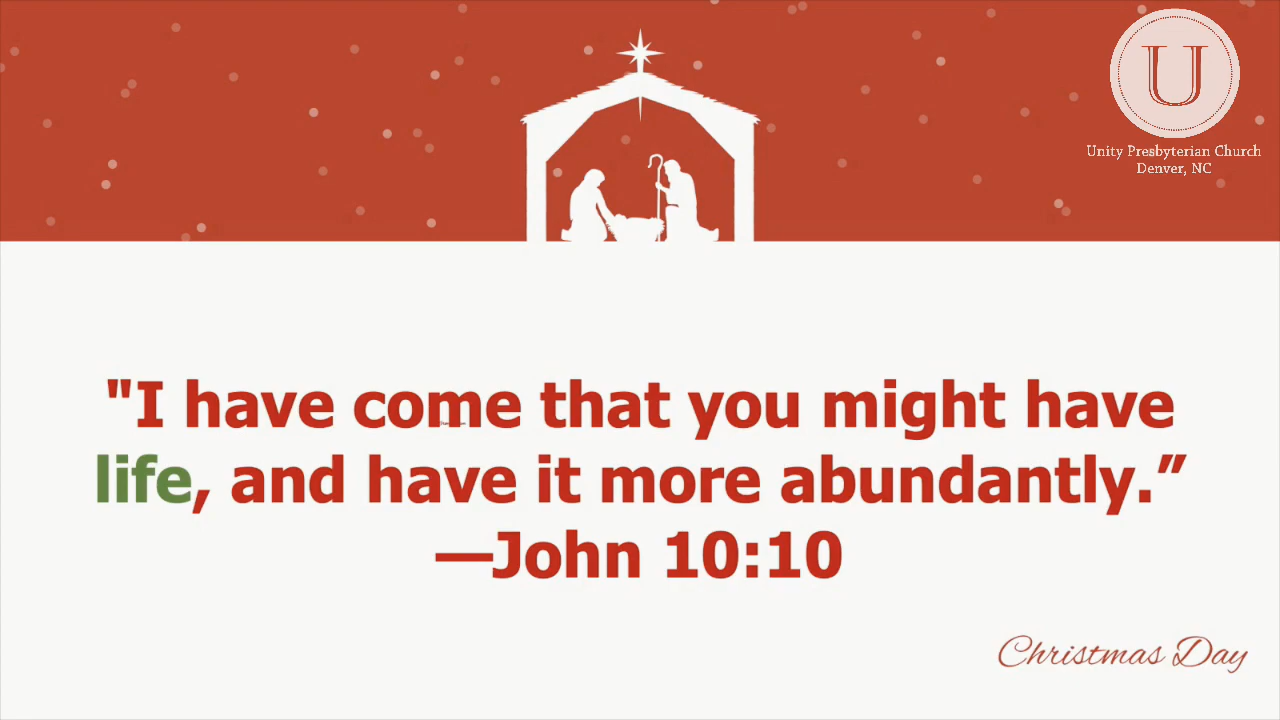 U
Unity Presbyterian Church
Denver, NC
"I have come that you might have
life, and have it more abundantly.”
—John 10:10
Christmas Day